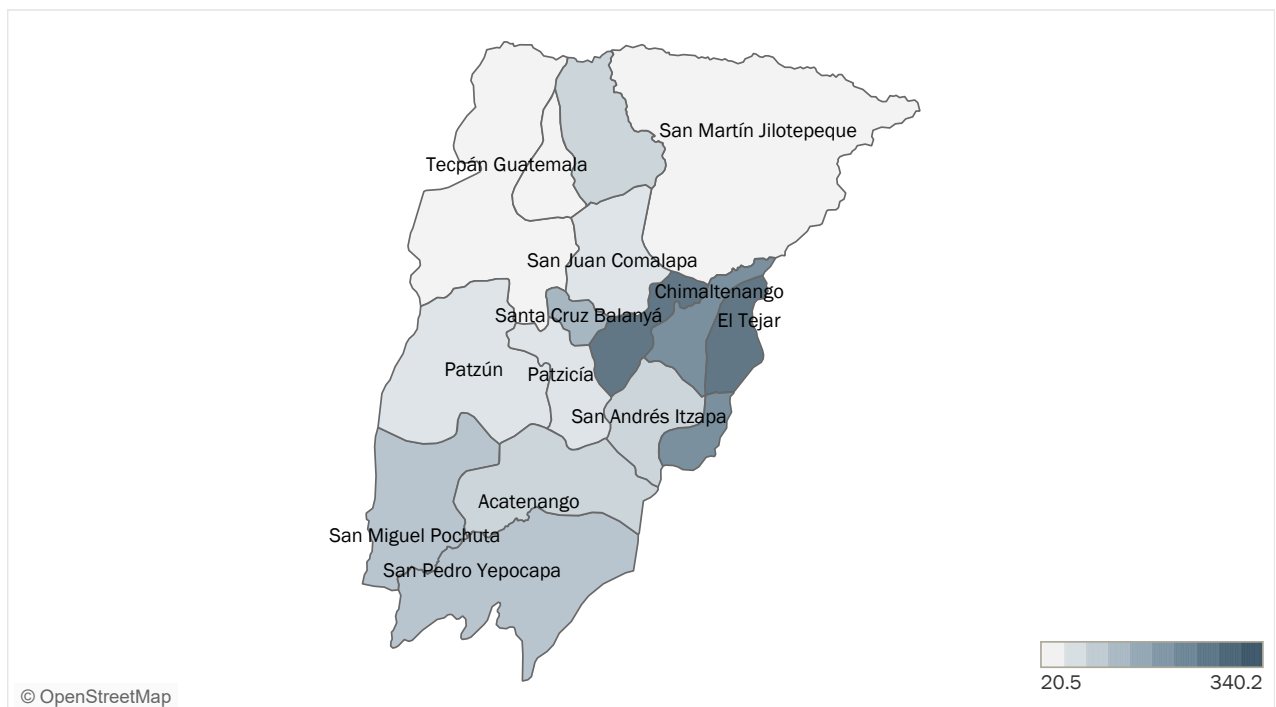 San Martín Jilotepeque
Tecpán Guatemala
San Juan Comalapa
Chimaltenango
Santa Cruz Balanyá
El Tejar
Patzún
Patzicía
San Andrés Itzapa
Acatenango
San Miguel Pochuta
San Pedro Yepocapa
20.5
340.2
© OpenStreetMap